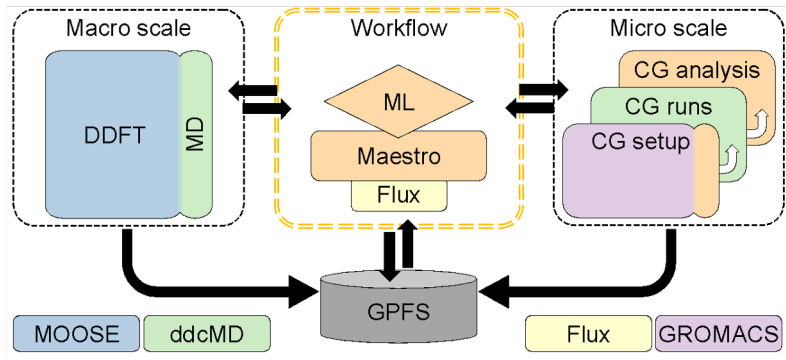 Macro scale
Workflow
Micro scale
DDFT
MD
ML
Maestro
Flux
CG analysis
CG runs
CG setup
GPFS
MOOSE
ddcMD
Flux
GROMACS